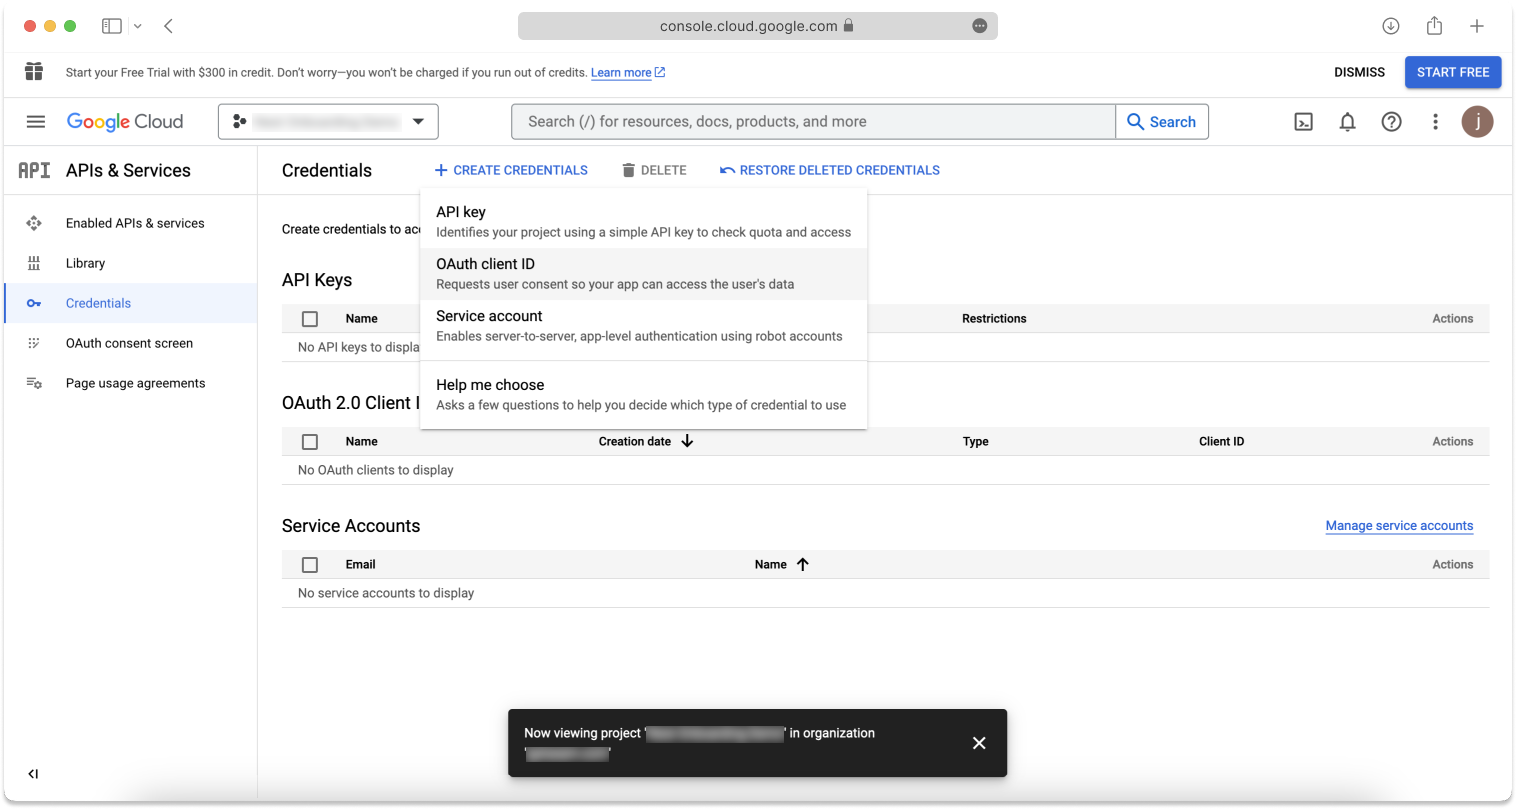 console.cloud.google.com
Start your Free Trial with $300 in credit. Don’t worry—you won’t be charged if you run out of credits. Learn more
DISMISS
START FREE
Google Cloud
Search (/) for resources, docs, products, and more
Search
j
API APIs & Services
Credentials
CREATE CREDENTIALS
DELETE
RESTORE DELETED CREDENTIALS
Enabled APIs & services
Library
Credentials
OAuth consent screen
Page usage agreements
Create credentials to acc
API key
Identifies your project using a simple API key to check quota and access
OAuth client ID
Requests user consent so your app can access the user's data
Service account
Enables server-to-server, app-level authentication using robot accounts
Help me choose
Asks a few questions to help you decide which type of credential to use
API Keys
Name Restrictions Actions
No API keys to displa
OAuth 2.0 Client I
Name Creation date Type Client ID Actions
No OAuth clients to display
Service Accounts
Manage service accounts
Email Name Actions
No service accounts to display
Now viewing project ' ' in organization
' '